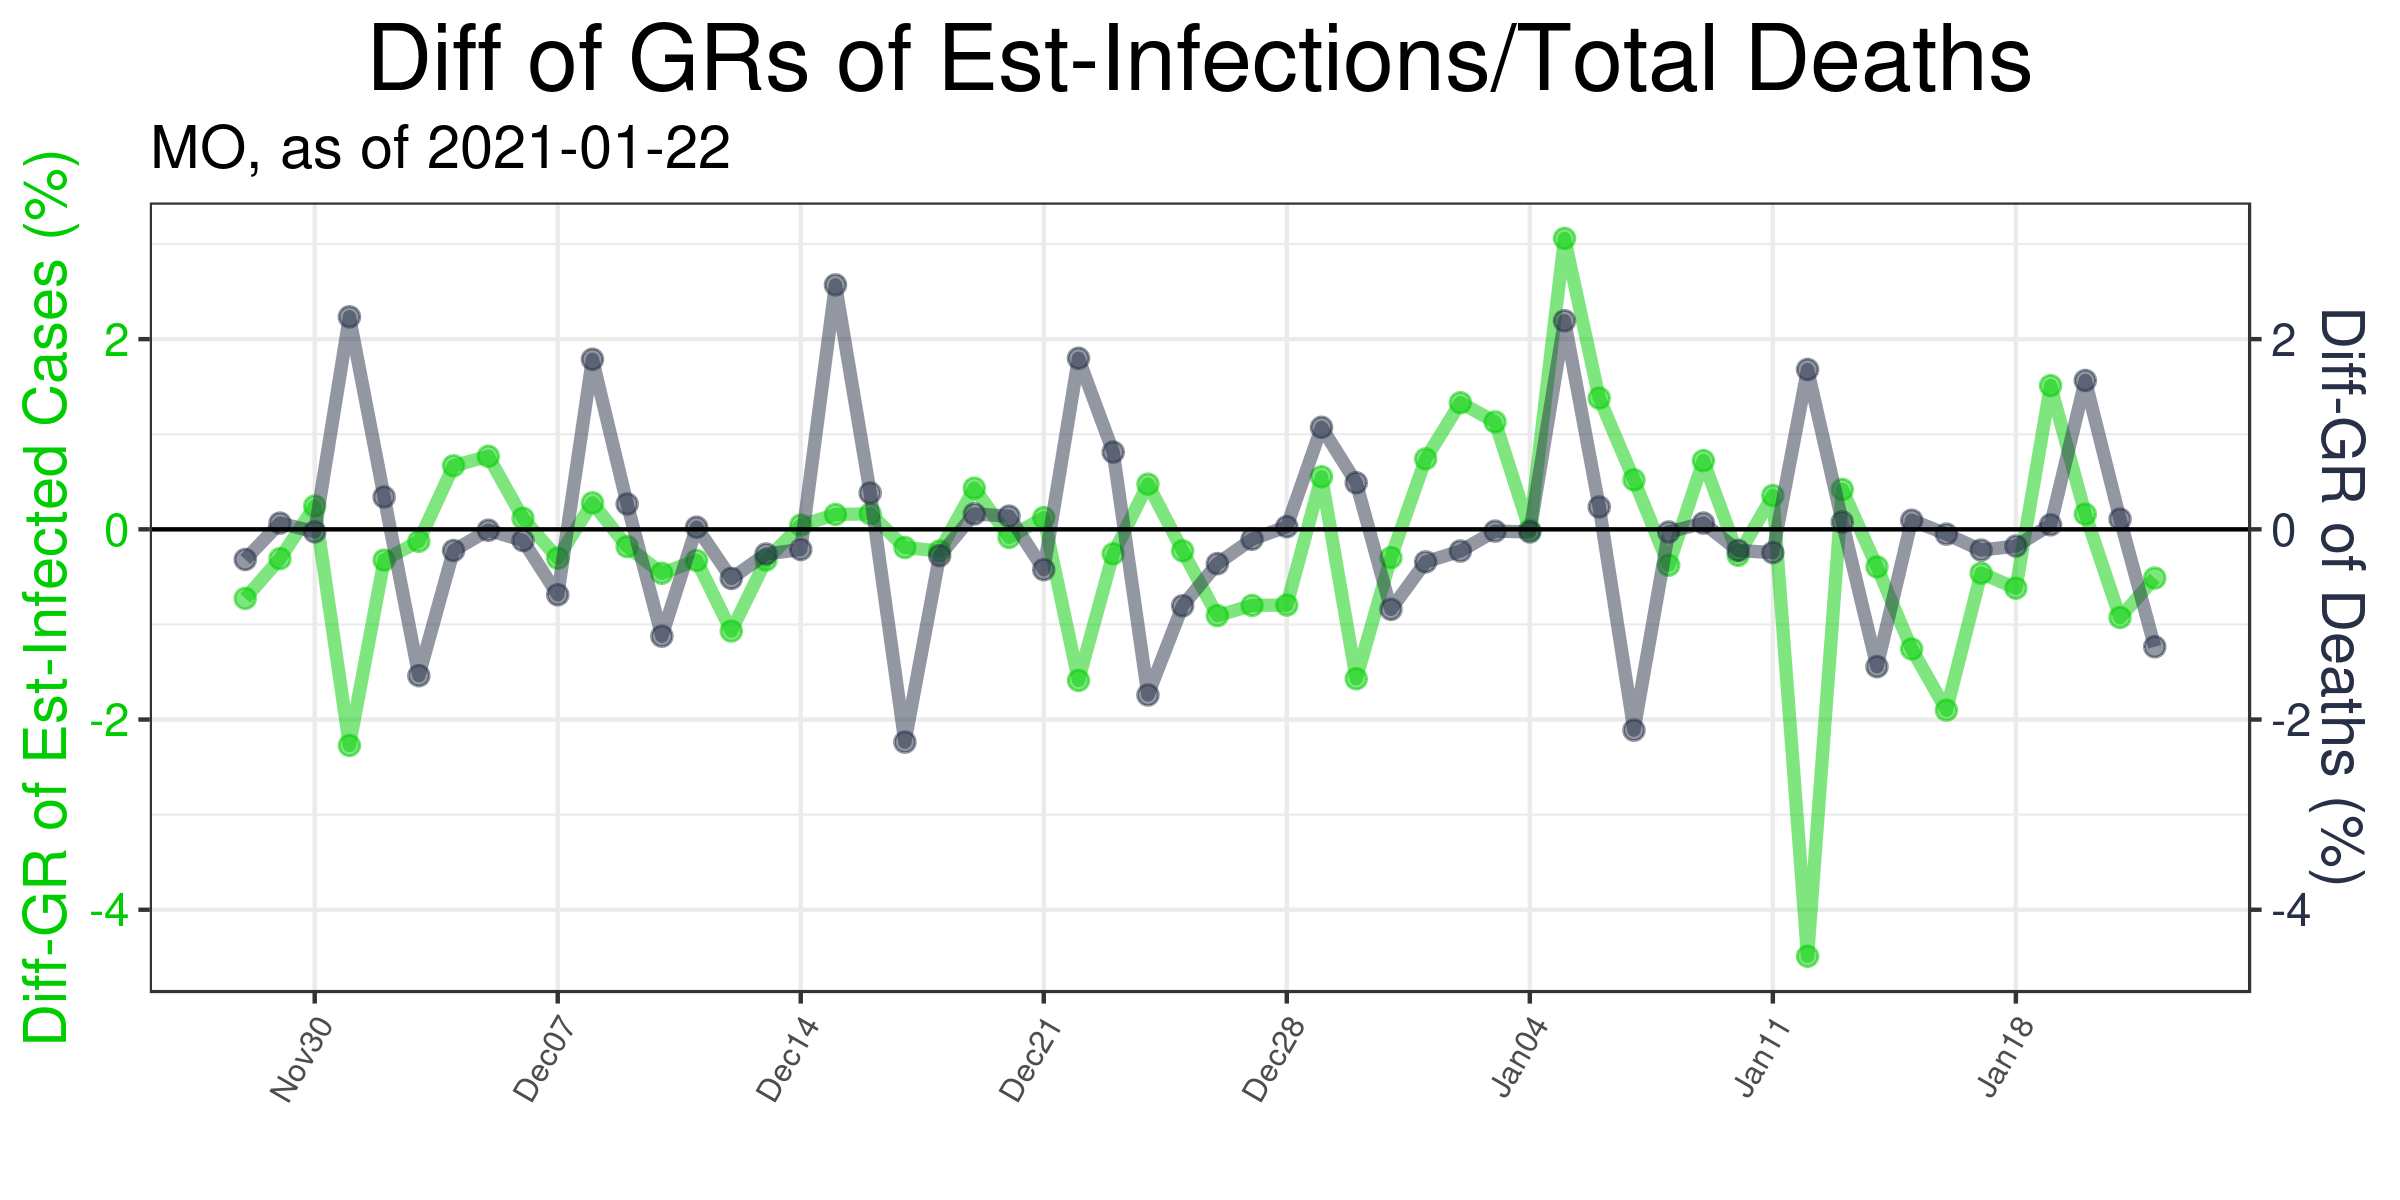 Diff of GRs of Est-Infections/Total Deaths
MO, as of 2021-01-22
Diff-GR of Est-Infected Cases (%)
2
0
-2
-4
2
0
-2
-4
Diff-GR of Deaths (%)
Nov30
Dec07
Dec14
Dec21
Dec28
Jan04
Jan11
Jan18